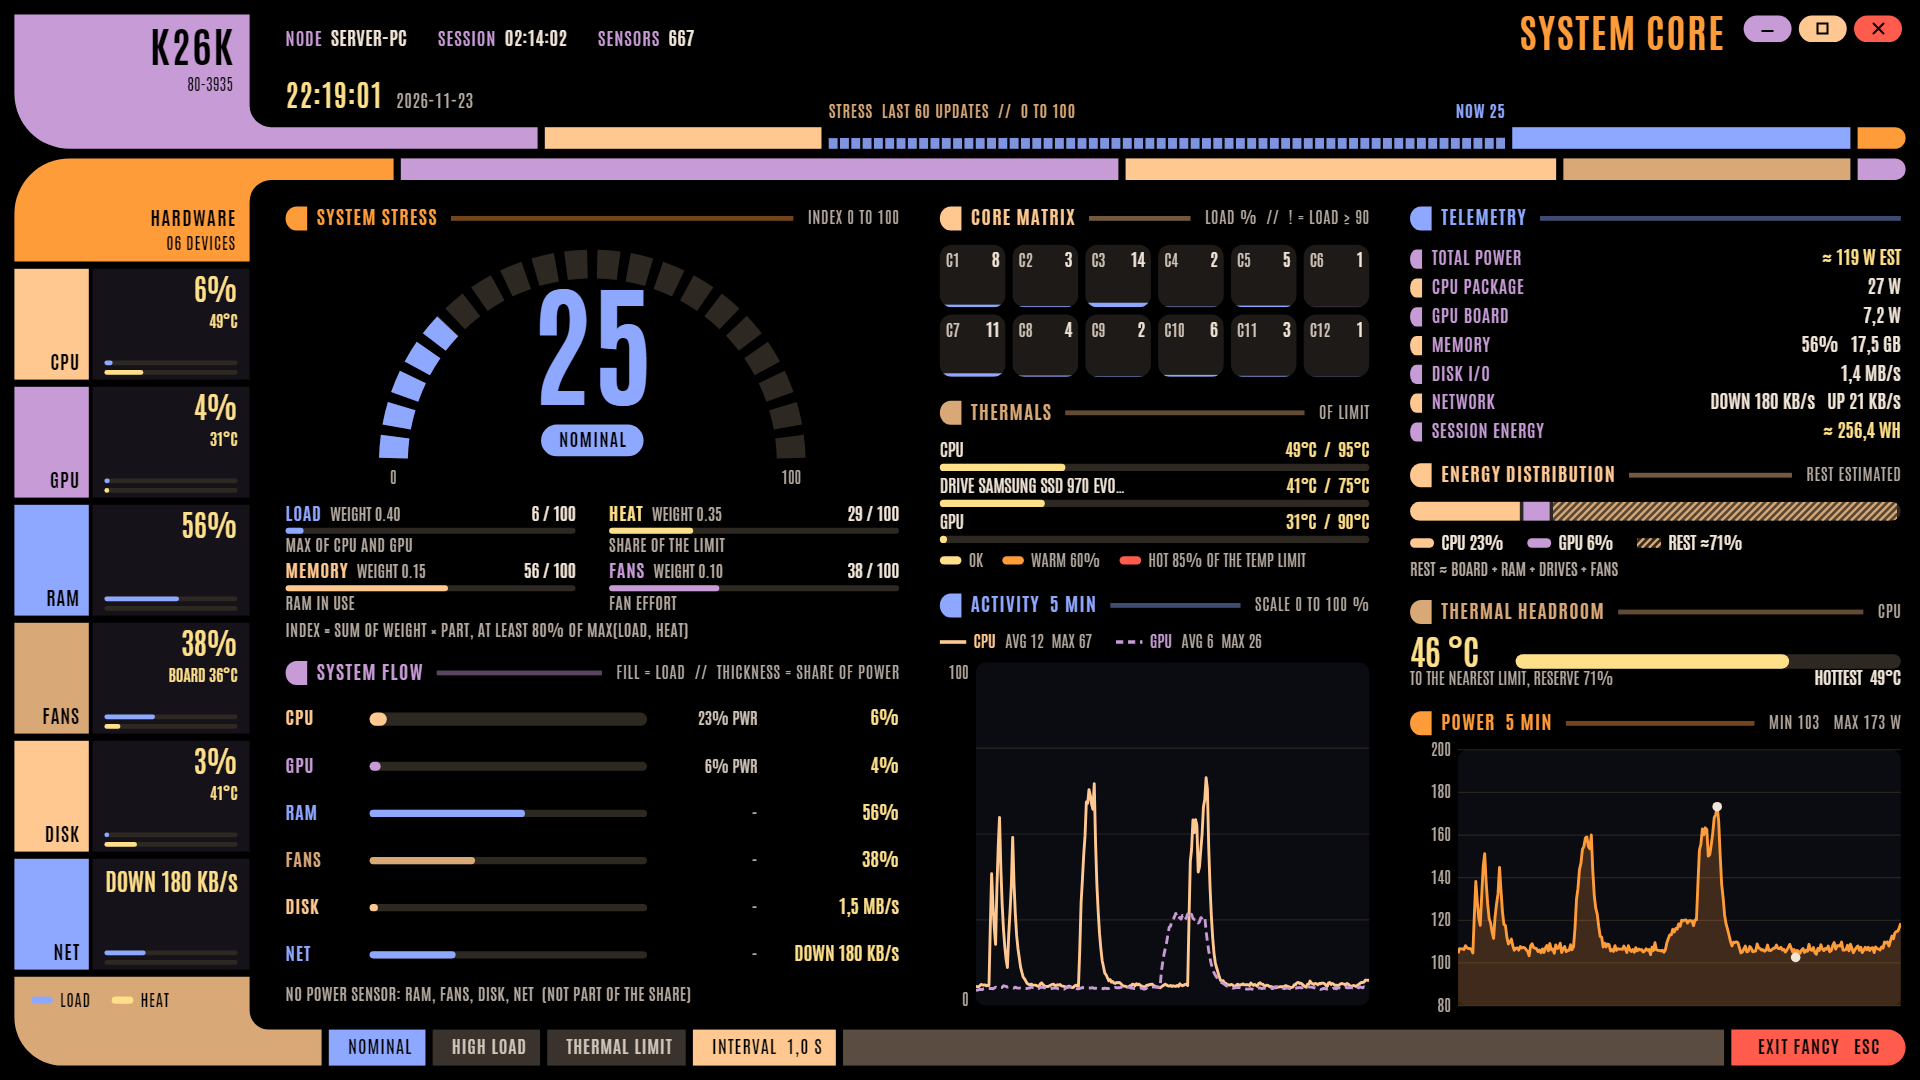 K26K
80-3935
NODE SERVER-PC SESSION 02:14:02 SENSORS 667
22:19:01 2026-11-23
SYSTEM CORE
STRESS LAST 60 UPDATES // 0 TO 100 NOW 25
HARDWARE
06 DEVICES
6%
49°C
CPU
4%
31°C
GPU
56%
RAM
38%
BOARD 36°C
FANS
3%
41°C
DISK
DOWN 180 KB/s
NET
LOAD HEAT
SYSTEM STRESS INDEX 0 TO 100
25
NOMINAL
0 100
LOAD WEIGHT 0.40 6 / 100
MAX OF CPU AND GPU
HEAT WEIGHT 0.35 29 / 100
SHARE OF THE LIMIT
MEMORY WEIGHT 0.15 56 / 100
RAM IN USE
FANS WEIGHT 0.10 38 / 100
FAN EFFORT
INDEX = SUM OF WEIGHT × PART, AT LEAST 80% OF MAX(LOAD, HEAT)
SYSTEM FLOW FILL = LOAD // THICKNESS = SHARE OF POWER
CPU 23% PWR 6%
GPU 6% PWR 4%
RAM - 56%
FANS - 38%
DISK - 1,5 MB/s
NET - DOWN 180 KB/s
NO POWER SENSOR: RAM, FANS, DISK, NET (NOT PART OF THE SHARE)
CORE MATRIX LOAD % // ! = LOAD ≥ 90
C1 8 C2 3 C3 14 C4 2 C5 5 C6 1
C7 11 C8 4 C9 2 C10 6 C11 3 C12 1
THERMALS OF LIMIT
CPU 49°C / 95°C
DRIVE SAMSUNG SSD 970 EVO... 41°C / 75°C
GPU 31°C / 90°C
OK WARM 60% HOT 85% OF THE TEMP LIMIT
ACTIVITY 5 MIN SCALE 0 TO 100 %
CPU AVG 12 MAX 67 GPU AVG 6 MAX 26
100
0
TELEMETRY
TOTAL POWER ≈ 119 W EST
CPU PACKAGE 27 W
GPU BOARD 7,2 W
MEMORY 56% 17,5 GB
DISK I/O 1,4 MB/s
NETWORK DOWN 180 KB/s UP 21 KB/s
SESSION ENERGY ≈ 256,4 WH
ENERGY DISTRIBUTION REST ESTIMATED
CPU 23% GPU 6% REST ≈71%
REST ≈ BOARD + RAM + DRIVES + FANS
THERMAL HEADROOM CPU
46 °C
TO THE NEAREST LIMIT, RESERVE 71% HOTTEST 49°C
POWER 5 MIN MIN 103 MAX 173 W
200
180
160
140
120
100
80
NOMINAL HIGH LOAD THERMAL LIMIT INTERVAL 1,0 S EXIT FANCY ESC